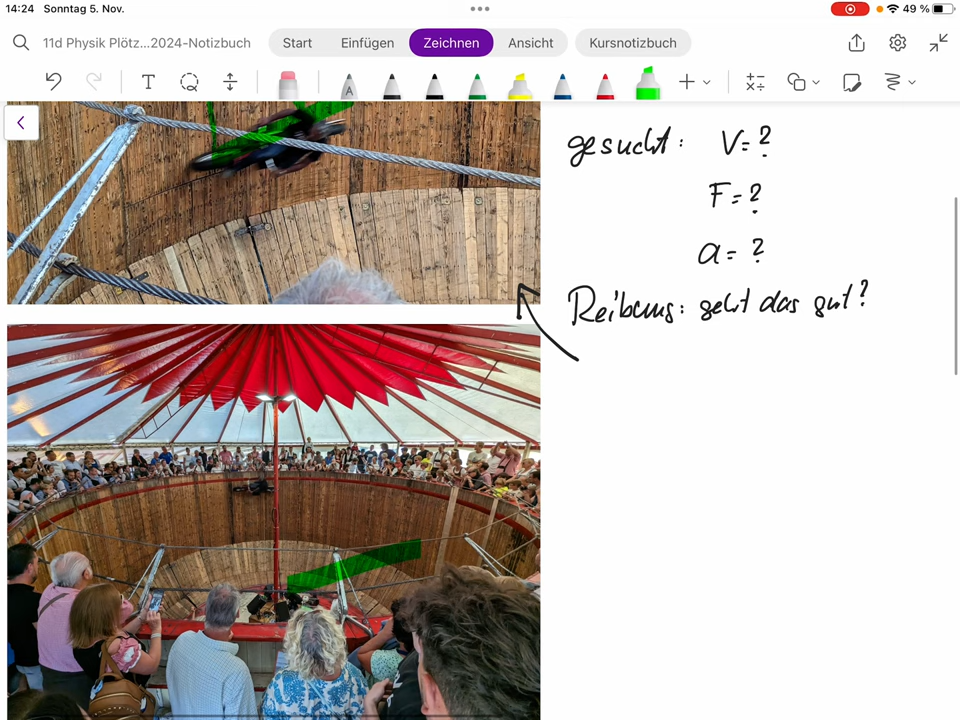 14:24 Sonntag 5. Nov.
49 %
11d Physik Plötz...2024-Notizbuch
Start
Einfügen
Zeichnen
Ansicht
Kursnotizbuch
T
A
gesucht: V=?
F=?
a=?
Reibung: geht das gut?